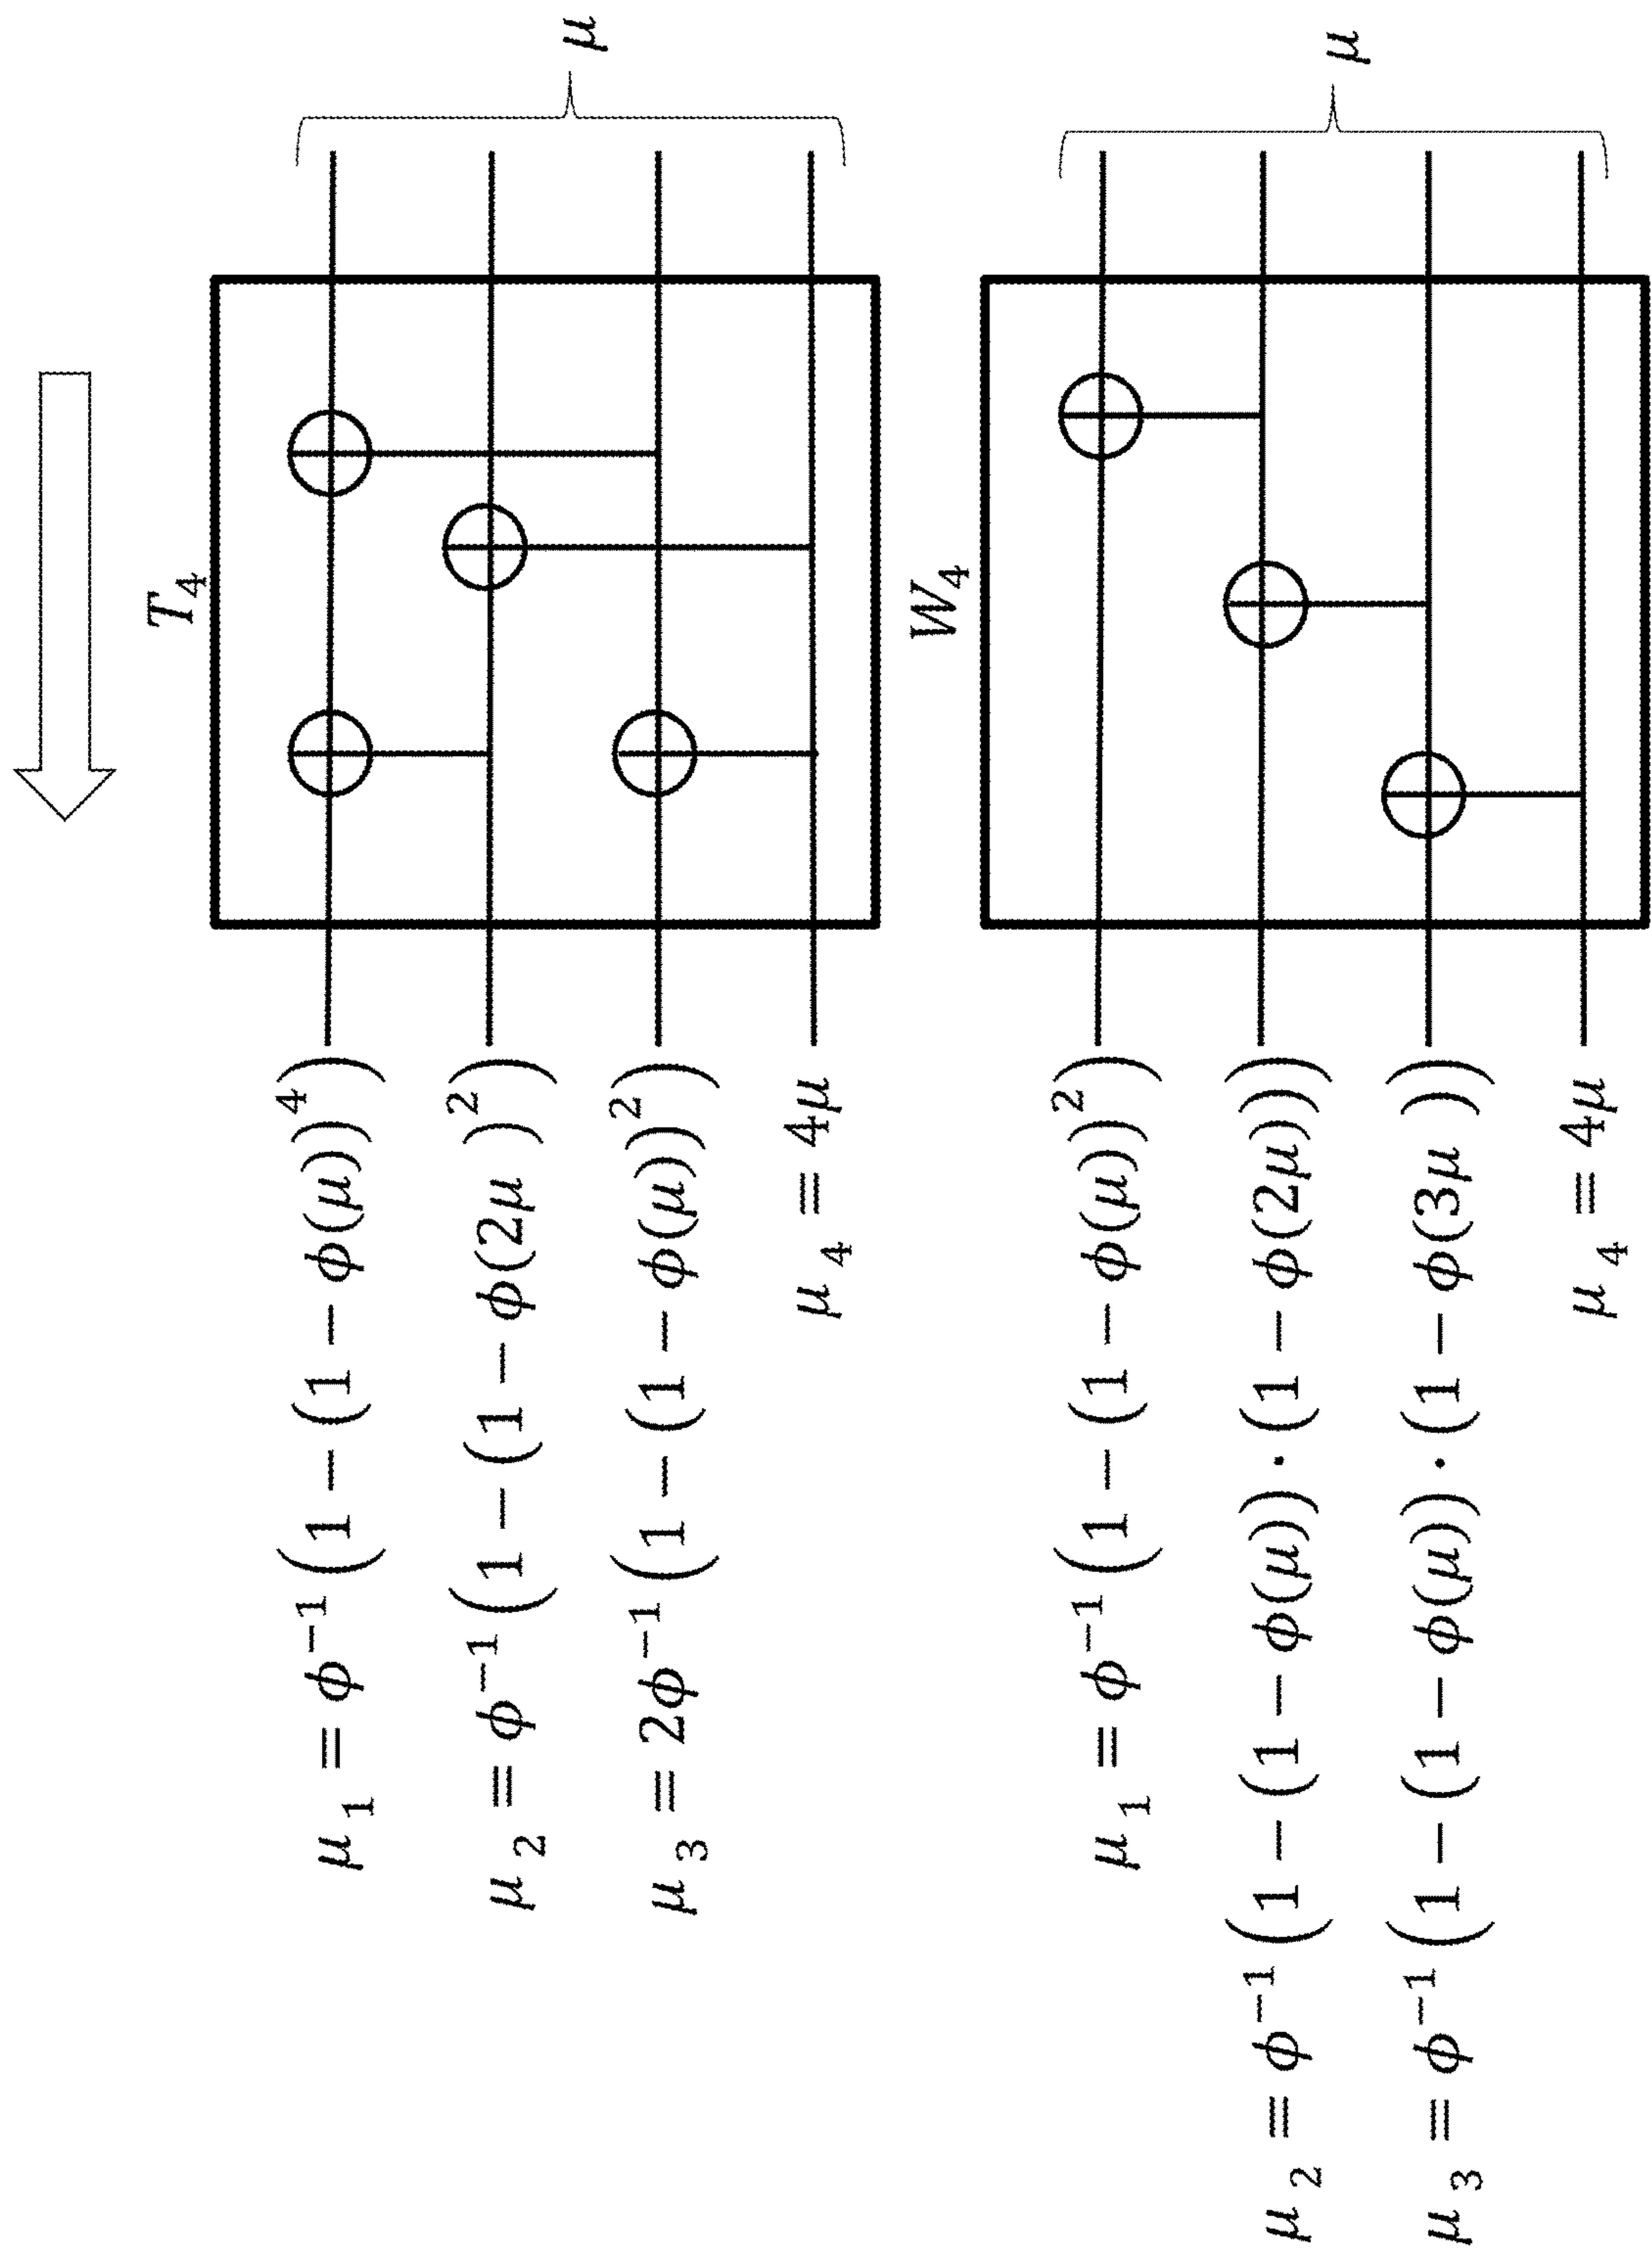 T₄
μ₁ = ϕ⁻¹(1 − (1 − ϕ(μ))⁴)
μ₂ = ϕ⁻¹(1 − (1 − ϕ(2μ )²)
μ₃ = 2ϕ⁻¹(1 − (1 − ϕ(μ))²)
μ₄ = 4μ
μ
W₄
μ₁ = ϕ⁻¹(1 − (1 − ϕ(μ))²)
μ₂ = ϕ⁻¹(1 − (1 − ϕ(μ)) · (1 − ϕ(2μ)))
μ₃ = ϕ⁻¹(1 − (1 − ϕ(μ)) · (1 − ϕ(3μ ))
μ₄ = 4μ
μ